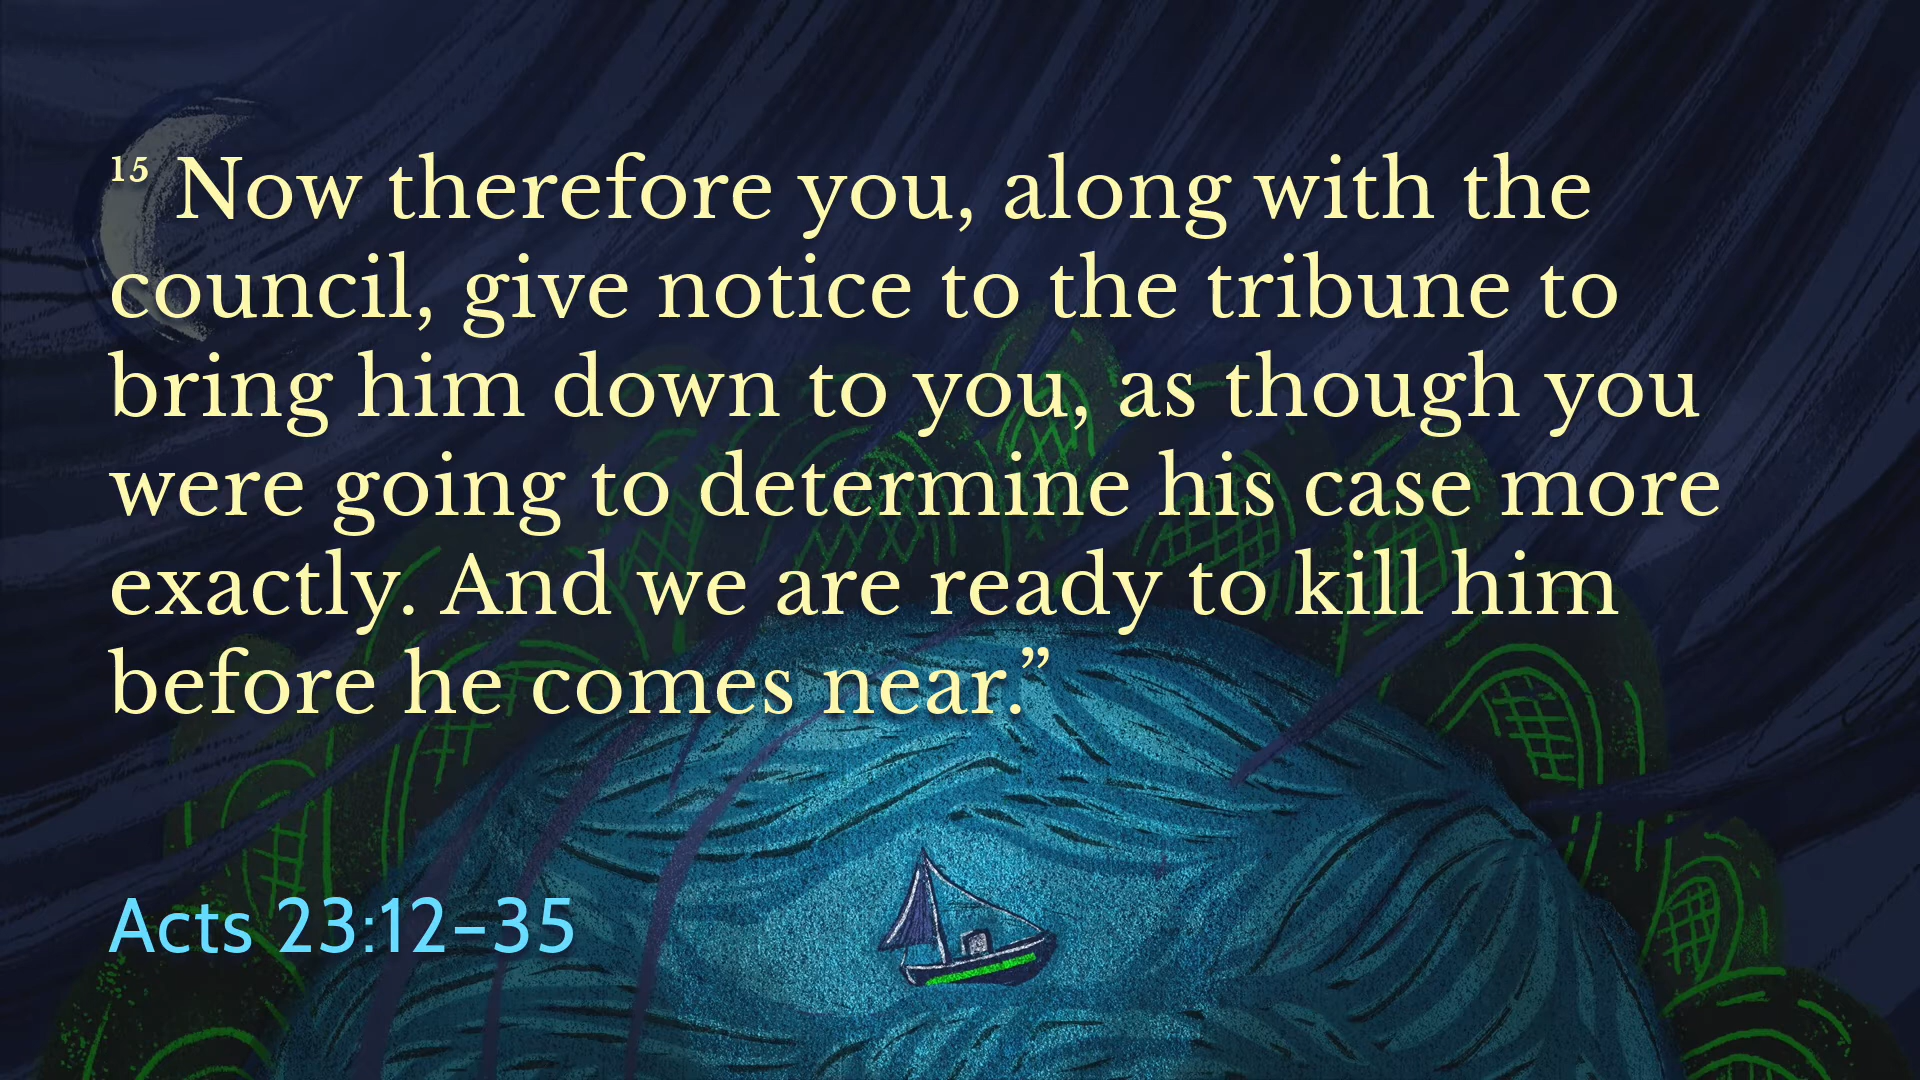 15 Now therefore you, along with the
council, give notice to the tribune to
bring him down to you, as though you
were going to determine his case more
exactly. And we are ready to kill him
before he comes near.”
Acts 23:12–35